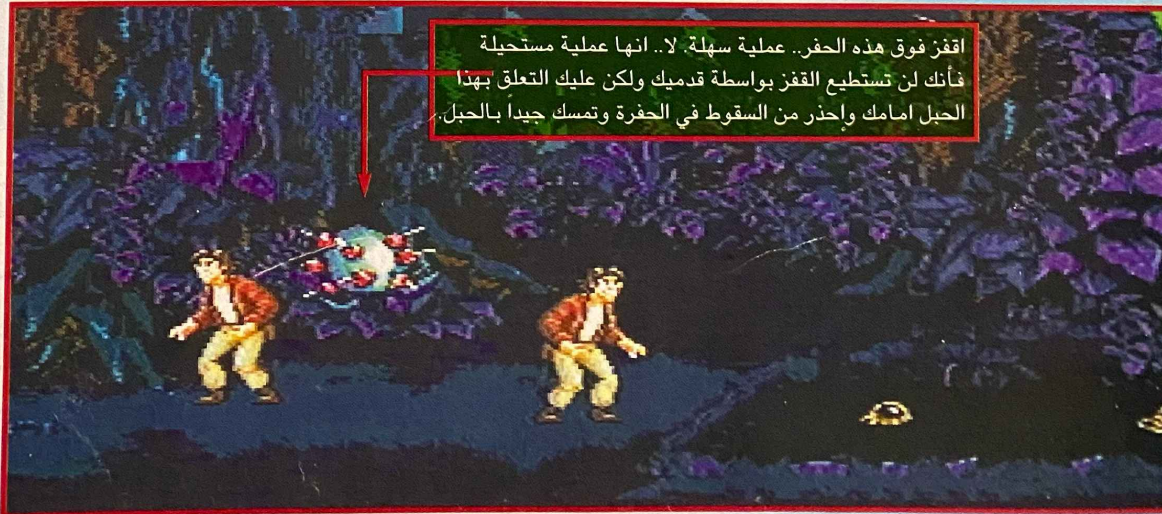 اقفز فوق هذه الحفر.. عملية سهلة. لا.. انها عملية مستحيلة
فأنك لن تستطيع القفز بواسطة قدميك ولكن عليك التعلق بهذا
الحبل امامك واحذر من السقوط في الحفرة وتمسك جيداً بالحبل.